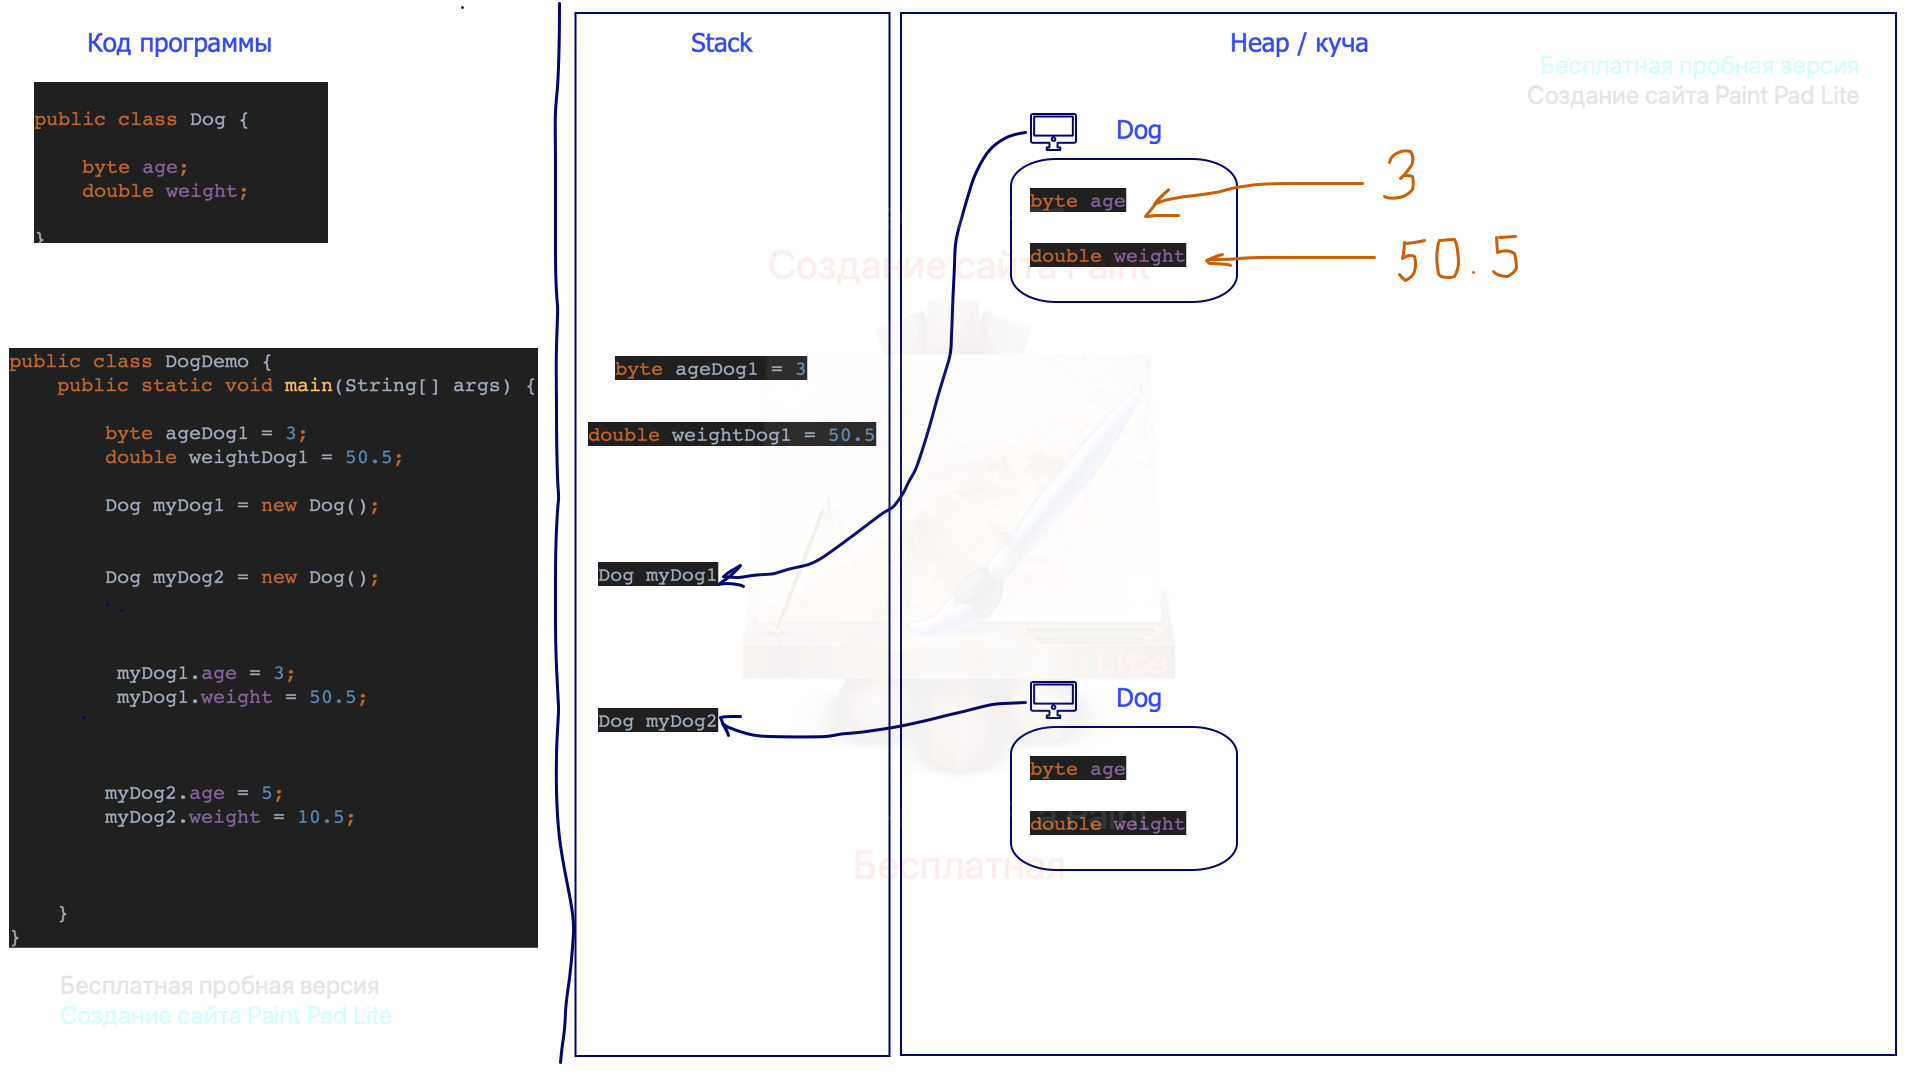 Код программы
public class Dog {
byte age;
double weight;
}
public class DogDemo {
public static void main(String[] args) {
byte ageDog1 = 3;
double weightDog1 = 50.5;
Dog myDog1 = new Dog();
Dog myDog2 = new Dog();
myDog1.age = 3;
myDog1.weight = 50.5;
myDog2.age = 5;
myDog2.weight = 10.5;
}
}
Бесплатная пробная версия
Создание сайта Paint Pad Lite
Stack
byte ageDog1 = 3
double weightDog1 = 50.5
Dog myDog1
Dog myDog2
Heap / куча
Бесплатная пробная версия
Создание сайта Paint Pad Lite
Dog
byte age
3
double weight
50.5
Создание сайта Paint
Lite
Dog
byte age
double weight
Бесплатная